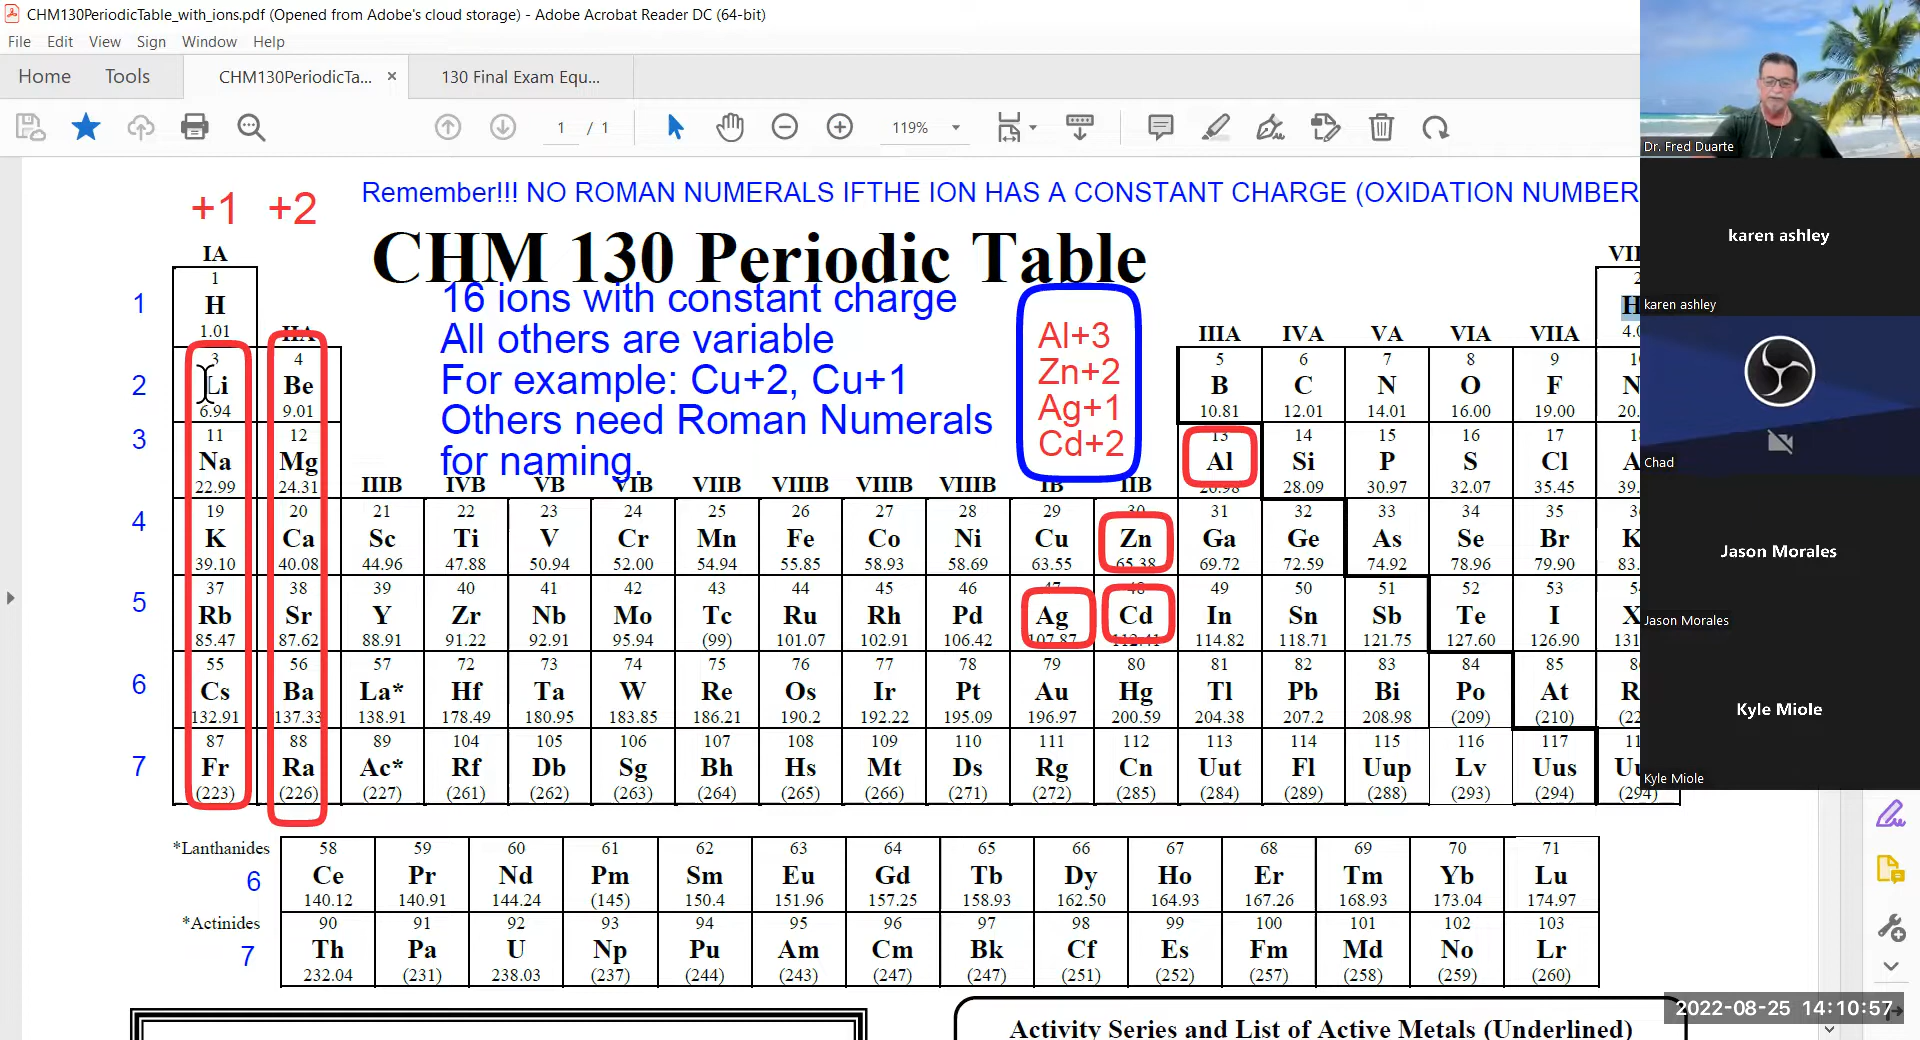 CHM130PeriodicTable_with_ions.pdf (Opened from Adobe's cloud storage) - Adobe Acrobat Reader DC (64-bit)
File Edit View Sign Window Help
Home Tools CHM130PeriodicTa... × 130 Final Exam Equ...
1 / 1 119%
Dr. Fred Duarte
karen ashley
karen ashley
Chad
Jason Morales
Jason Morales
Kyle Miole
Kyle Miole
+1 +2 Remember!!! NO ROMAN NUMERALS IFTHE ION HAS A CONSTANT CHARGE (OXIDATION NUMBER
CHM 130 Periodic Table
16 ions with constant charge
All others are variable
For example: Cu+2, Cu+1
Others need Roman Numerals
for naming.
Al+3
Zn+2
Ag+1
Cd+2
IA
1
1 H
1.01 IIA IIIA IVA VA VIA VIIA
3 4 5 6 7 8 9
2 Li Be B C N O F
6.94 9.01 10.81 12.01 14.01 16.00 19.00
11 12 13 14 15 16 17
3 Na Mg Al Si P S Cl
22.99 24.31 IIIB IVB VB VIB VIIB VIIIB VIIIB VIIIB IB IIB 26.98 28.09 30.97 32.07 35.45
19 20 21 22 23 24 25 26 27 28 29 30 31 32 33 34 35
4 K Ca Sc Ti V Cr Mn Fe Co Ni Cu Zn Ga Ge As Se Br
39.10 40.08 44.96 47.88 50.94 52.00 54.94 55.85 58.93 58.69 63.55 65.38 69.72 72.59 74.92 78.96 79.90
37 38 39 40 41 42 43 44 45 46 47 48 49 50 51 52 53
5 Rb Sr Y Zr Nb Mo Tc Ru Rh Pd Ag Cd In Sn Sb Te I
85.47 87.62 88.91 91.22 92.91 95.94 (99) 101.07 102.91 106.42 107.87 112.41 114.82 118.71 121.75 127.60 126.90
55 56 57 72 73 74 75 76 77 78 79 80 81 82 83 84 85
6 Cs Ba La* Hf Ta W Re Os Ir Pt Au Hg Tl Pb Bi Po At
132.91 137.33 138.91 178.49 180.95 183.85 186.21 190.2 192.22 195.09 196.97 200.59 204.38 207.2 208.98 (209) (210)
87 88 89 104 105 106 107 108 109 110 111 112 113 114 115 116 117
7 Fr Ra Ac* Rf Db Sg Bh Hs Mt Ds Rg Cn Uut Fl Uup Lv Uus
(223) (226) (227) (261) (262) (263) (264) (265) (266) (271) (272) (285) (284) (289) (288) (293) (294) (294)
*Lanthanides 58 59 60 61 62 63 64 65 66 67 68 69 70 71
6 Ce Pr Nd Pm Sm Eu Gd Tb Dy Ho Er Tm Yb Lu
140.12 140.91 144.24 (145) 150.4 151.96 157.25 158.93 162.50 164.93 167.26 168.93 173.04 174.97
*Actinides 90 91 92 93 94 95 96 97 98 99 100 101 102 103
7 Th Pa U Np Pu Am Cm Bk Cf Es Fm Md No Lr
232.04 (231) 238.03 (237) (244) (243) (247) (247) (251) (252) (257) (258) (259) (260)
Activity Series and List of Active Metals (Underlined)
2022-08-25 14:10:57